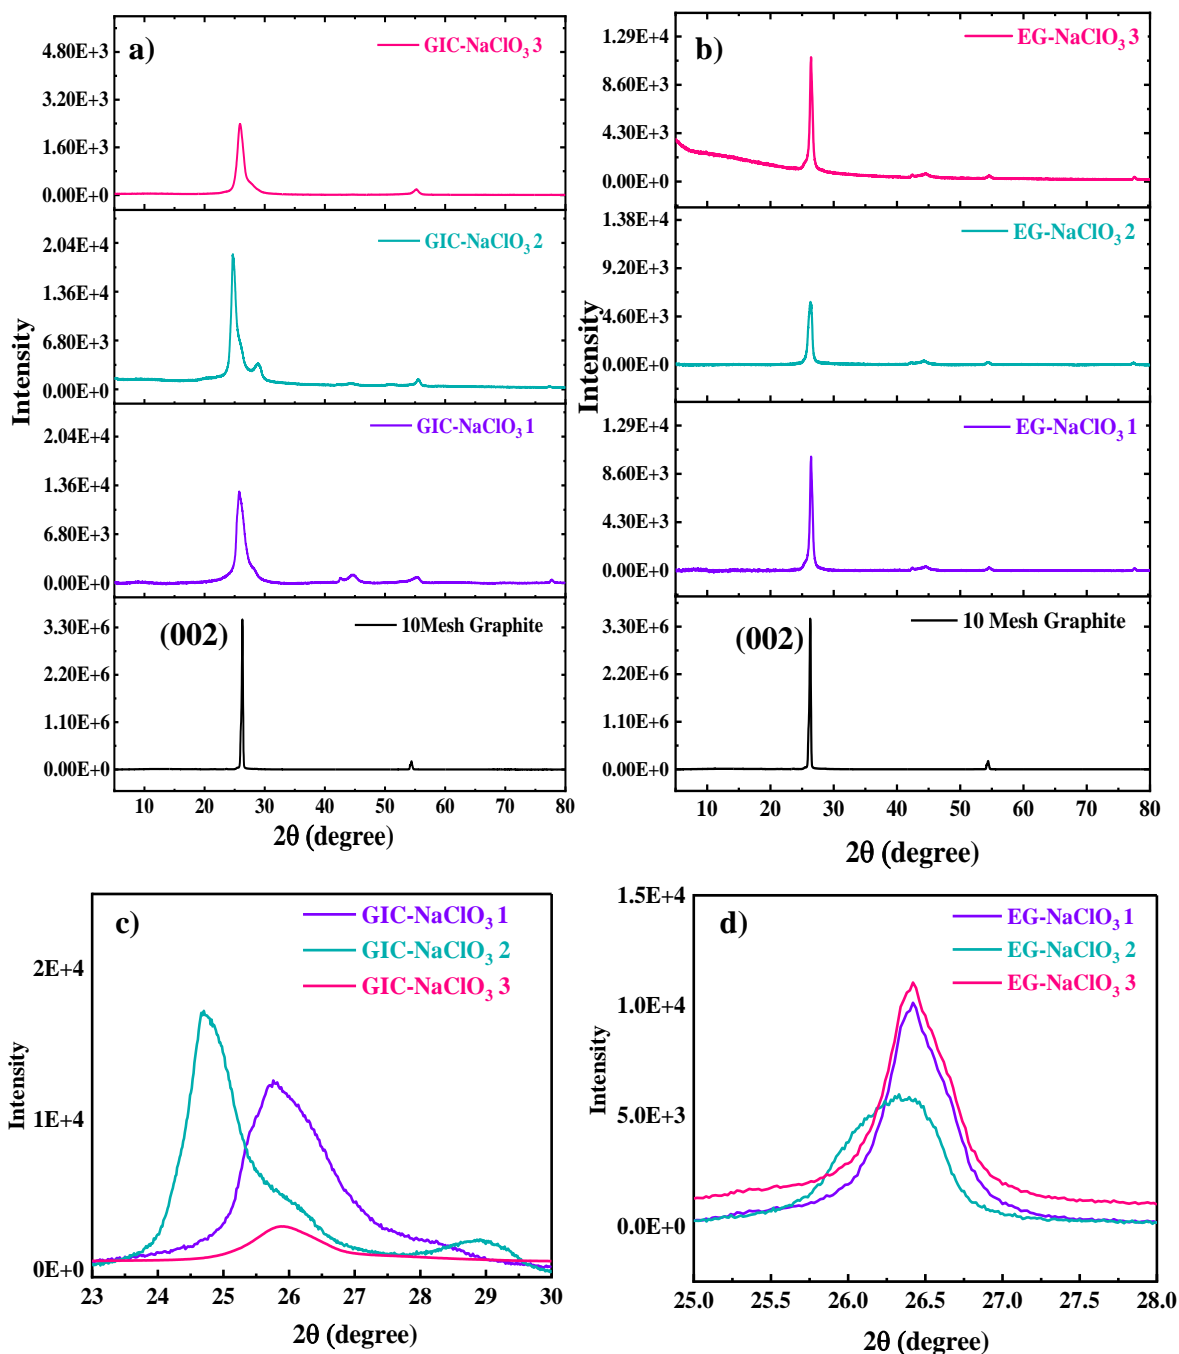 a)
GIC-NaClO₃ 3
4.80E+3
3.20E+3
1.60E+3
0.00E+0
GIC-NaClO₃ 2
2.04E+4
1.36E+4
6.80E+3
0.00E+0
GIC-NaClO₃ 1
2.04E+4
1.36E+4
6.80E+3
0.00E+0
(002)
10Mesh Graphite
3.30E+6
2.20E+6
1.10E+6
0.00E+0
10 20 30 40 50 60 70 80
2θ (degree)
Intensity
b)
EG-NaClO₃ 3
1.29E+4
8.60E+3
4.30E+3
0.00E+0
EG-NaClO₃ 2
1.38E+4
9.20E+3
4.60E+3
0.00E+0
EG-NaClO₃ 1
1.29E+4
8.60E+3
4.30E+3
0.00E+0
(002)
10 Mesh Graphite
3.30E+6
2.20E+6
1.10E+6
0.00E+0
10 20 30 40 50 60 70 80
2θ (degree)
Intensity
c)
GIC-NaClO₃ 1
GIC-NaClO₃ 2
GIC-NaClO₃ 3
2E+4
1E+4
0E+0
23 24 25 26 27 28 29 30
2θ (degree)
Intensity
d)
EG-NaClO₃ 1
EG-NaClO₃ 2
EG-NaClO₃ 3
1.5E+4
1.0E+4
5.0E+3
0.0E+0
25.0 25.5 26.0 26.5 27.0 27.5 28.0
2θ (degree)
Intensity